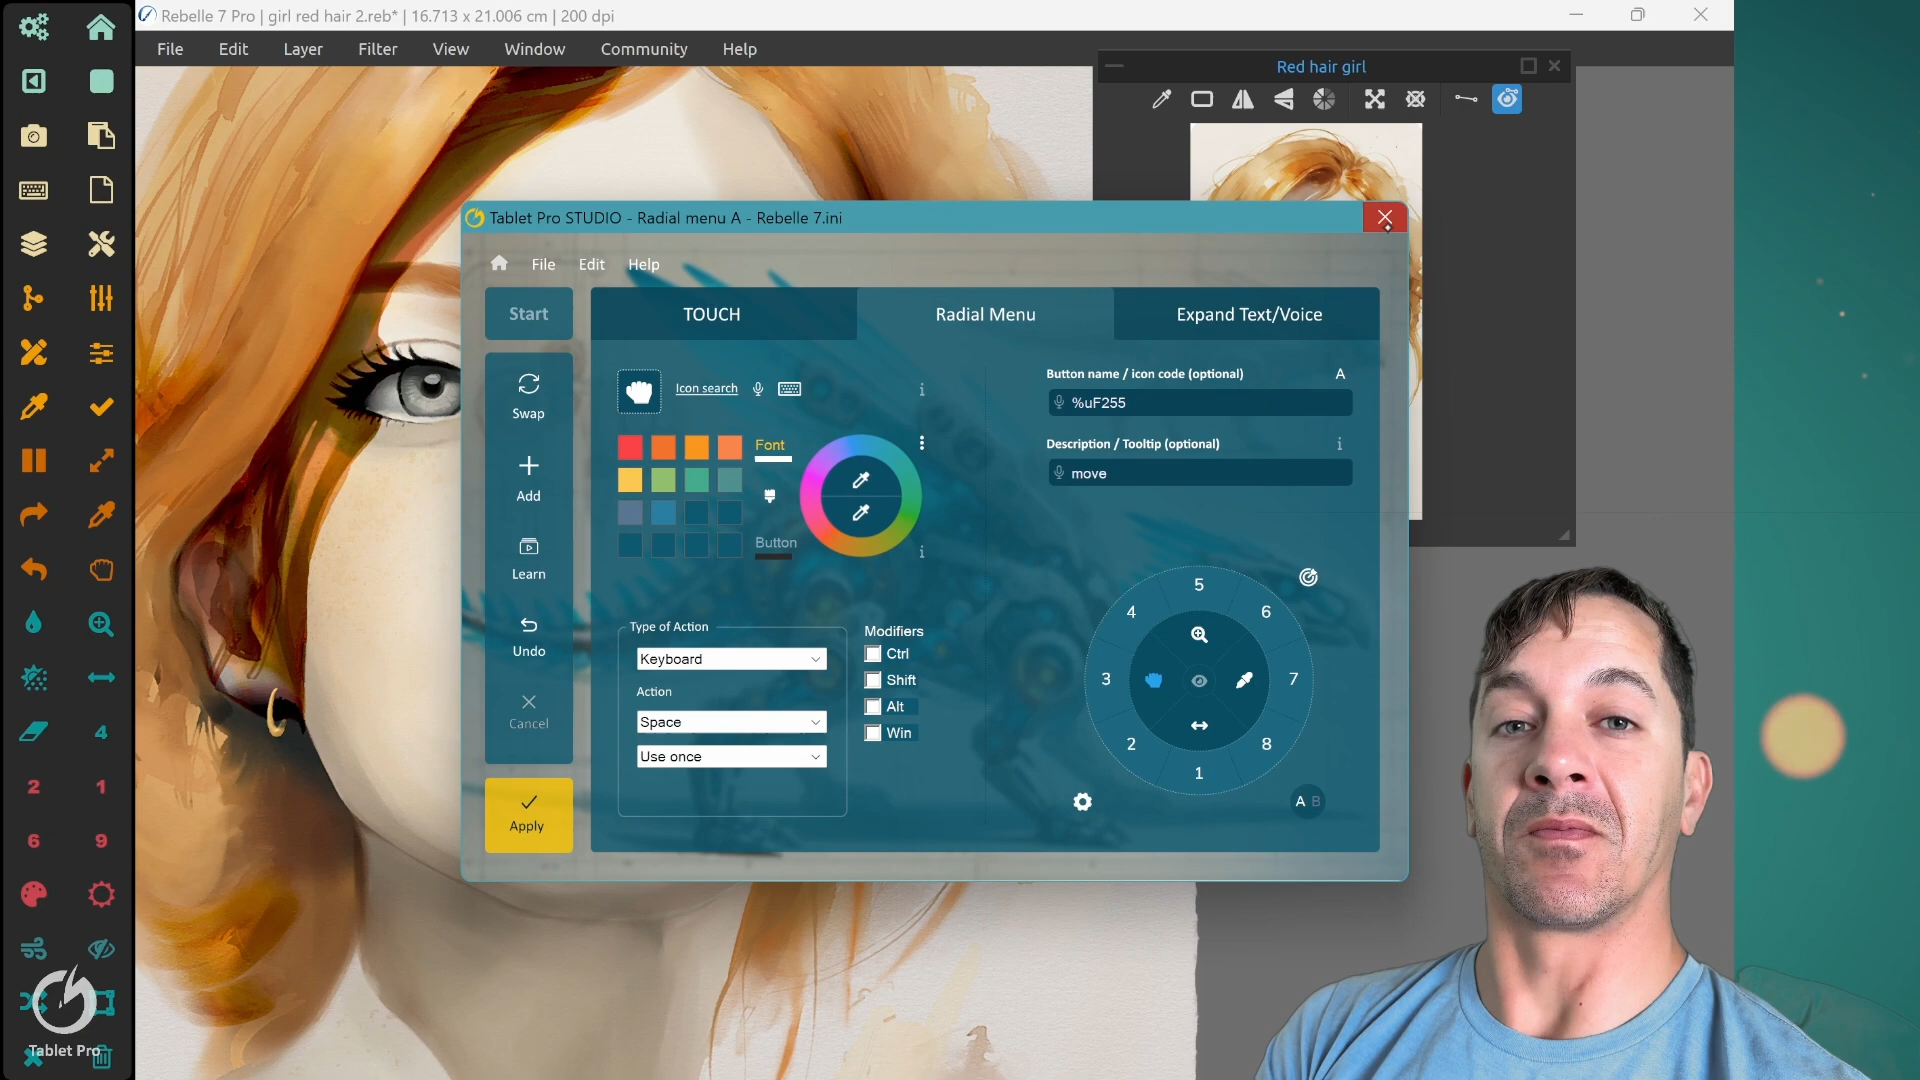 Rebelle 7 Pro | girl red hair 2.reb* | 16.713 x 21.006 cm | 200 dpi
File Edit Layer Filter View Window Community Help
Red hair girl
Tablet Pro STUDIO - Radial menu A - Rebelle 7.ini
File Edit Help
Start
TOUCH
Radial Menu
Expand Text/Voice
Swap
Add
Learn
Undo
Cancel
Apply
Icon search
Font
Button
Button name / icon code (optional)
A
%uF255
Description / Tooltip (optional)
move
Type of Action
Keyboard
Action
Space
Use once
Modifiers
Ctrl
Shift
Alt
Win
5
4
6
3
7
2
8
1
A B
4
2 1
6 9
Tablet Pro